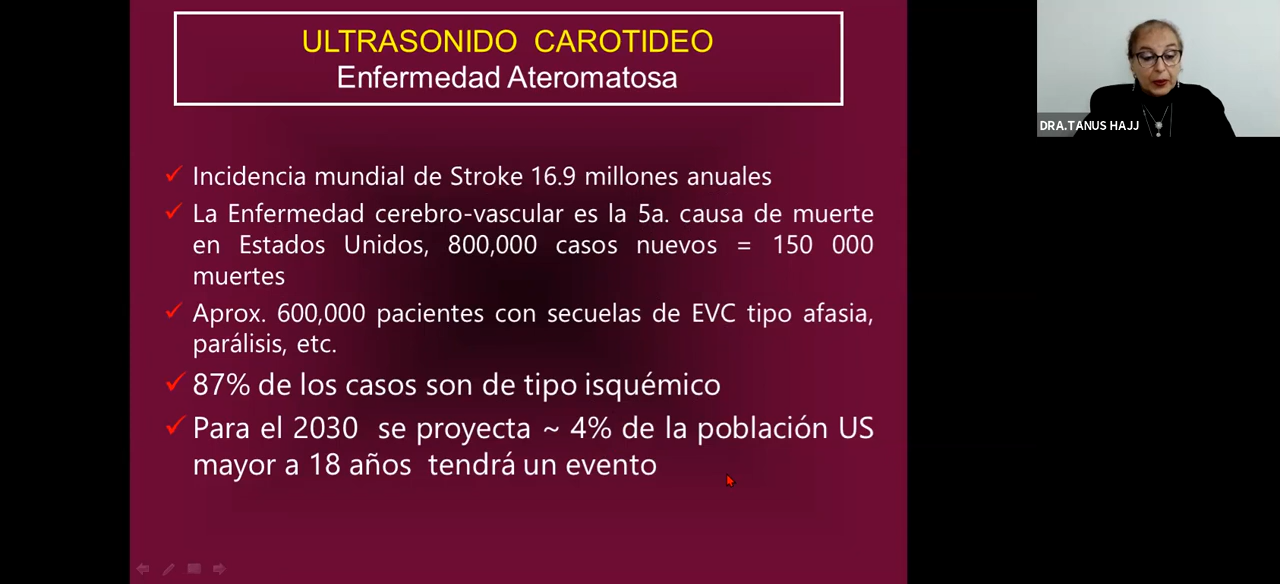 ULTRASONIDO CAROTIDEO
Enfermedad Ateromatosa
DRA.TANUS HAJJ
Incidencia mundial de Stroke 16.9 millones anuales
La Enfermedad cerebro-vascular es la 5a. causa de muerte
en Estados Unidos, 800,000 casos nuevos = 150 000
muertes
Aprox. 600,000 pacientes con secuelas de EVC tipo afasia,
parálisis, etc.
87% de los casos son de tipo isquémico
Para el 2030 se proyecta ~ 4% de la población US
mayor a 18 años tendrá un evento